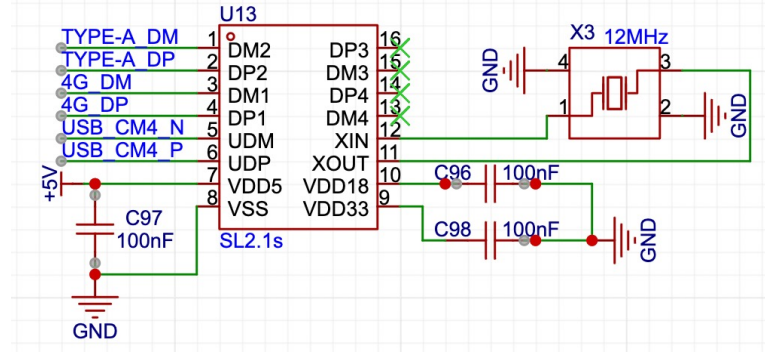 U13
X3 12MHz
TYPE-A_DM 1 DM2 DP3 16
TYPE-A_DP 2 DP2 DM3 15
4G_DM 3 DM1 DP4 14
4G_DP 4 DP1 DM4 13
USB_CM4_N 5 UDM XIN 12
USB_CM4_P 6 UDP XOUT 11
+5V 7 VDD5 VDD18 10 C96 100nF
8 VSS VDD33 9 C98 100nF
GND 4 3
1 2 GND
C97
100nF
SL2.1s
GND
GND